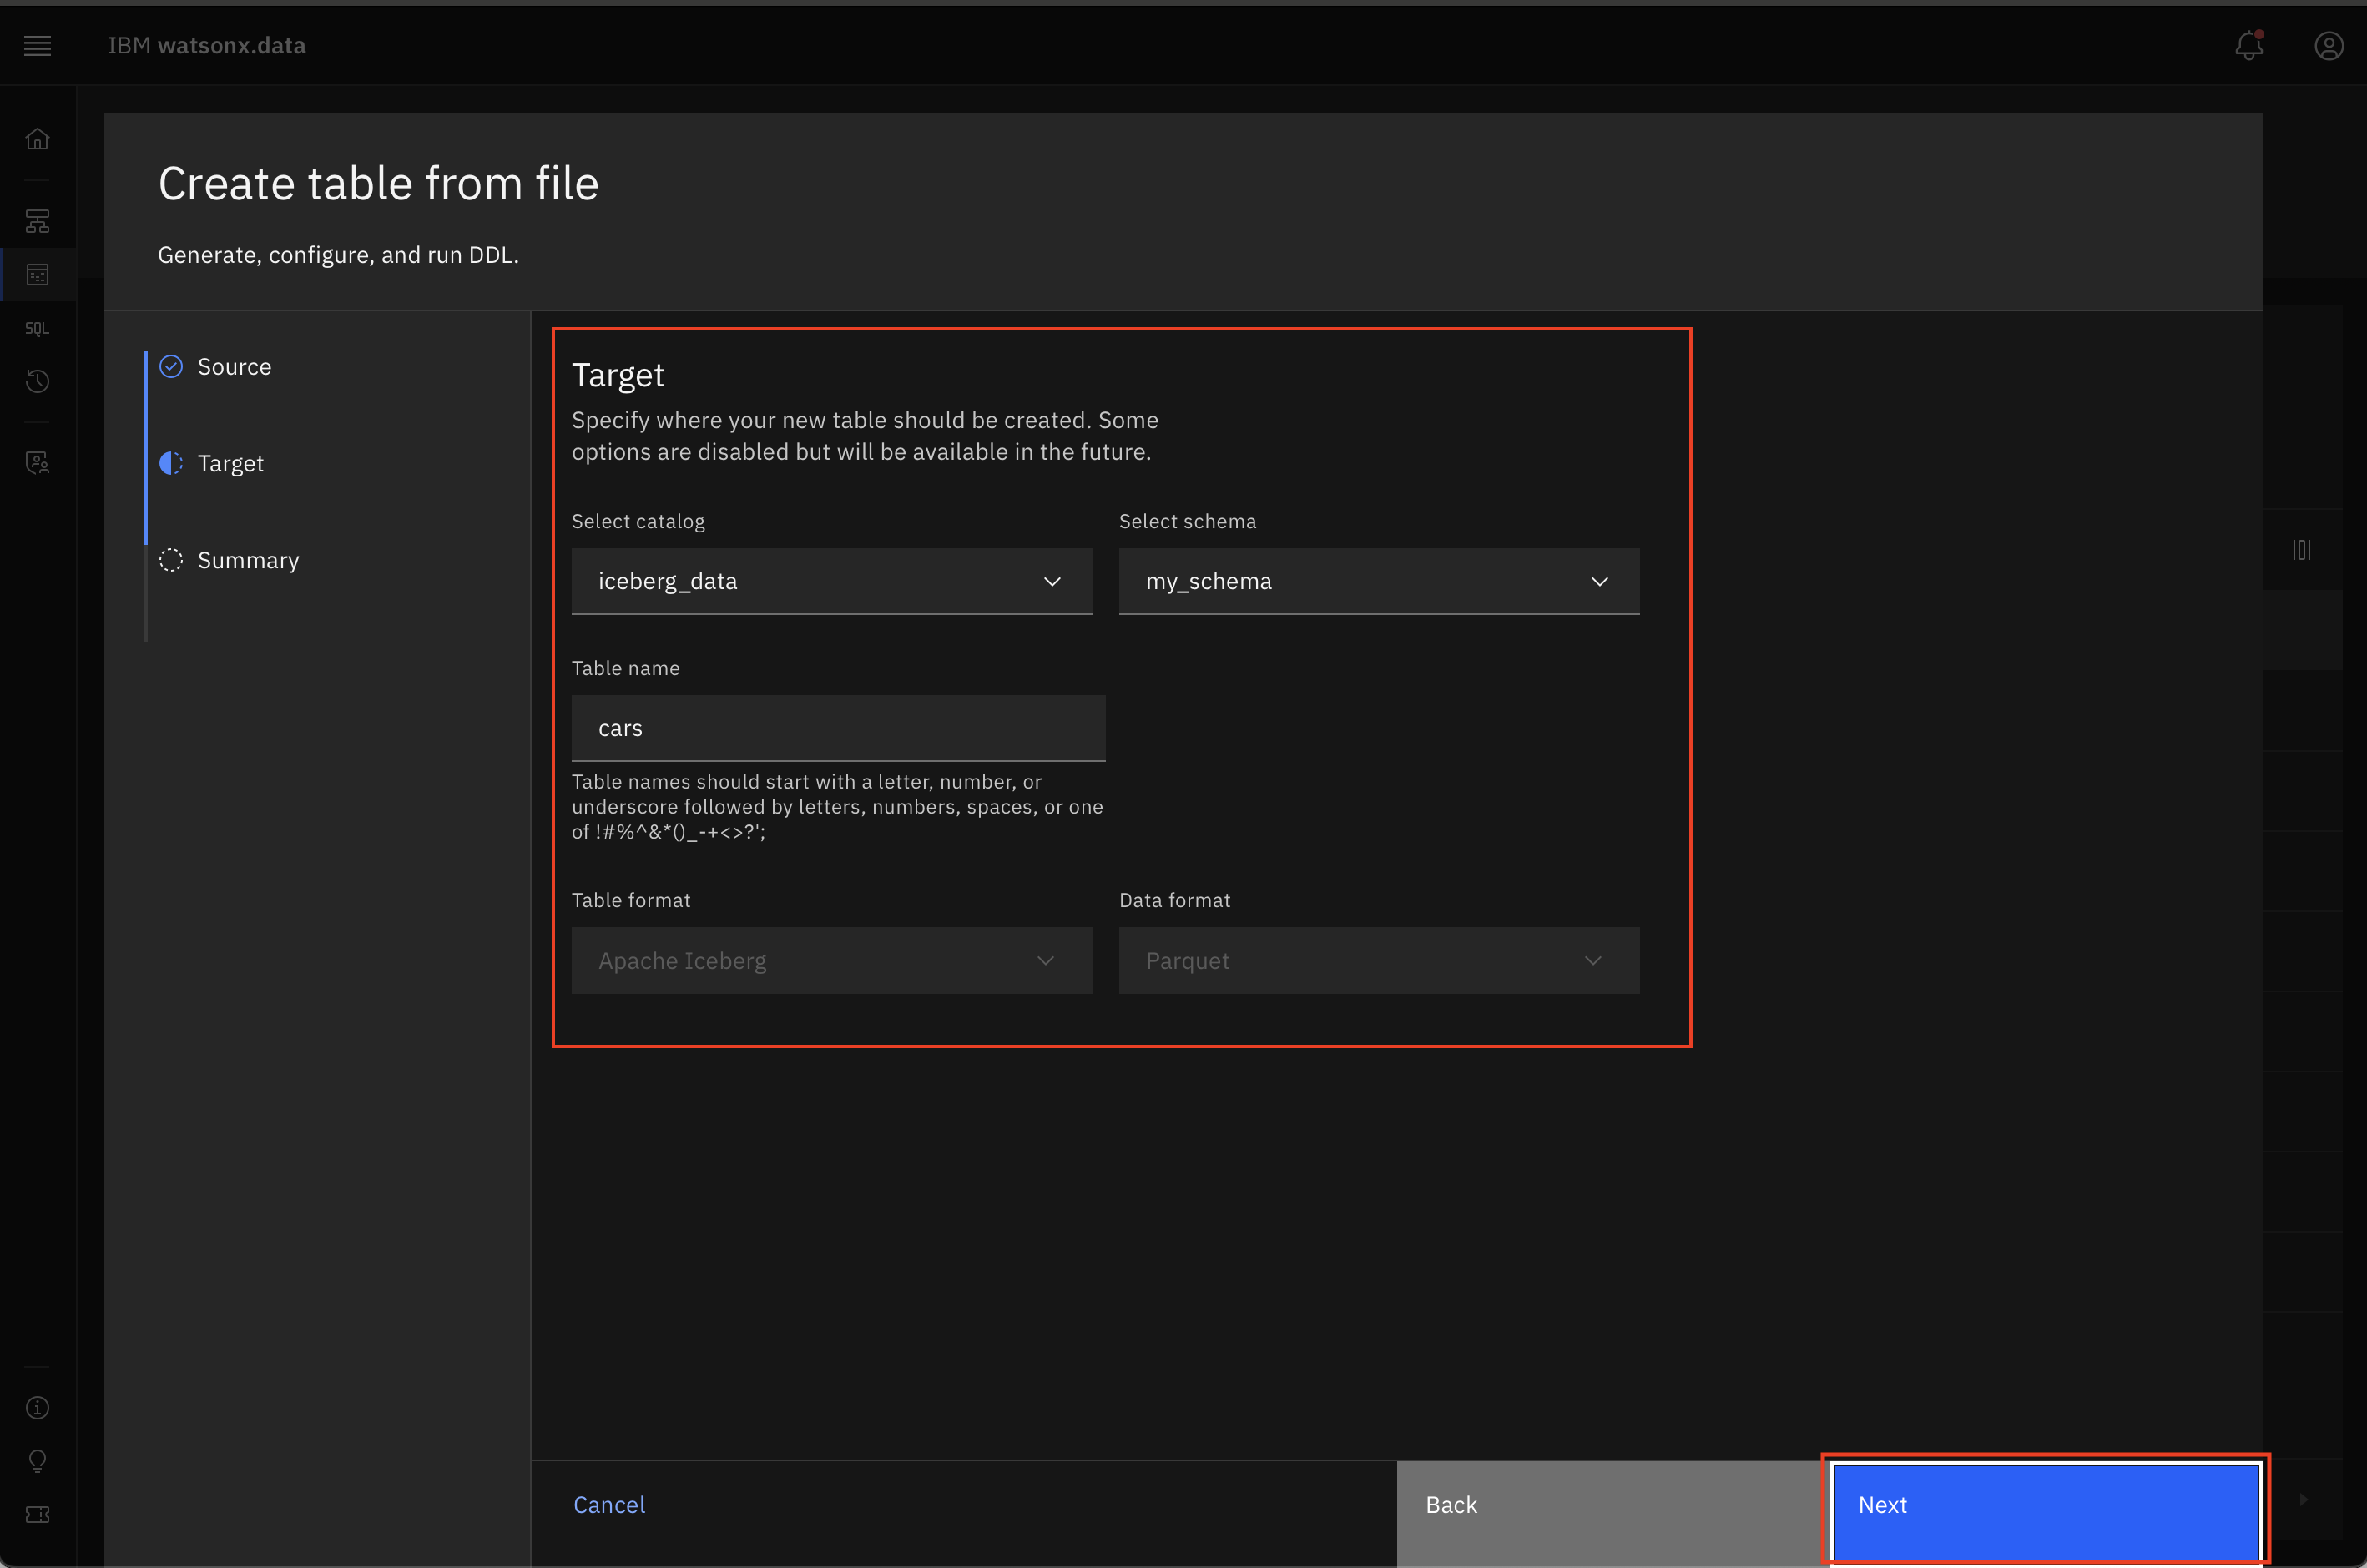 IBM watsonx.data
Create table from file
Generate, configure, and run DDL.
SQL
Source
Target
Summary
Target
Specify where your new table should be created. Some
options are disabled but will be available in the future.
Select catalog
Select schema
iceberg_data
my_schema
Table name
cars
Table names should start with a letter, number, or
underscore followed by letters, numbers, spaces, or one
of !#%^&*()_-+<>?';
Table format
Data format
Apache Iceberg
Parquet
Cancel
Back
Next